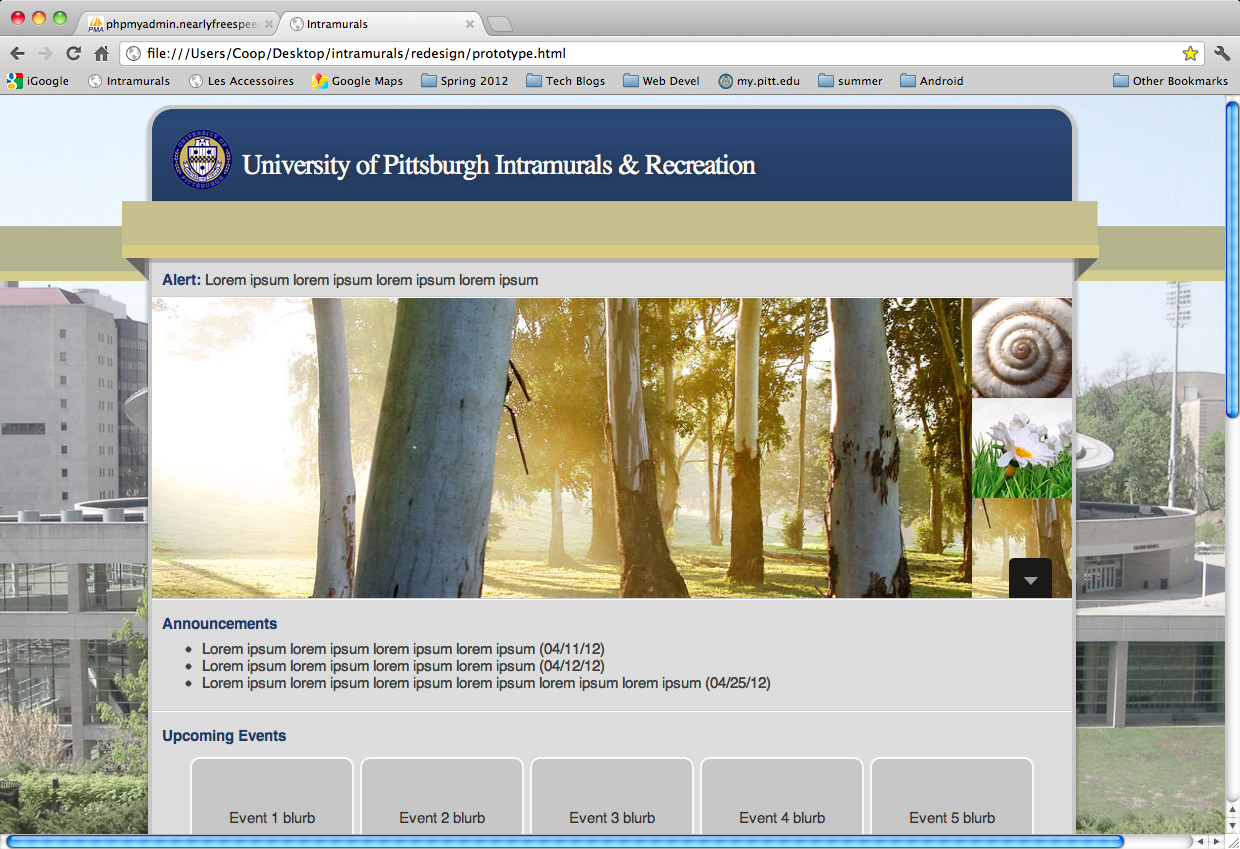 phpmyadmin.nearlyfreespee
Intramurals
file:///Users/Coop/Desktop/intramurals/redesign/prototype.html
iGoogle Intramurals Les Accessoires Google Maps Spring 2012 Tech Blogs Web Devel my.pitt.edu summer Android Other Bookmarks
UNIVERSITY OF PITTSBURGH
University of Pittsburgh Intramurals & Recreation
Alert: Lorem ipsum lorem ipsum lorem ipsum lorem ipsum
Announcements
• Lorem ipsum lorem ipsum lorem ipsum lorem ipsum (04/11/12)
• Lorem ipsum lorem ipsum lorem ipsum lorem ipsum (04/12/12)
• Lorem ipsum lorem ipsum lorem ipsum lorem ipsum lorem ipsum lorem ipsum (04/25/12)
Upcoming Events
Event 1 blurb Event 2 blurb Event 3 blurb Event 4 blurb Event 5 blurb